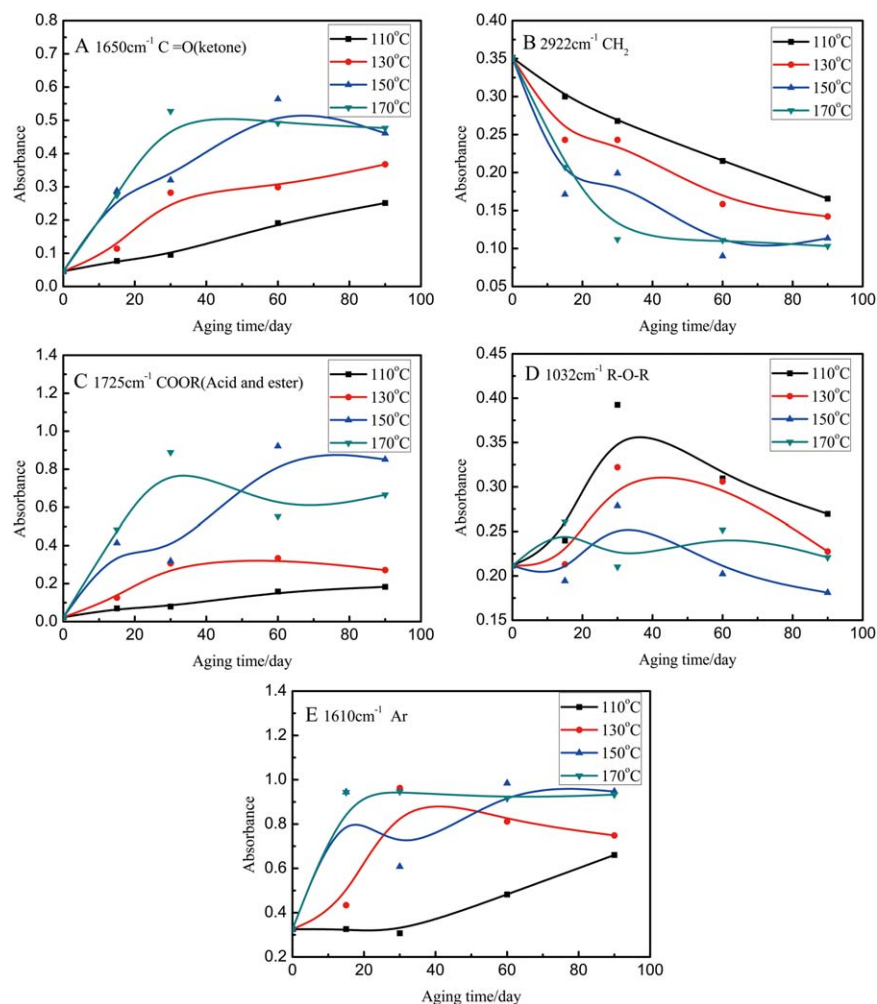 A 1650cm⁻¹ C =O(ketone)
110°C
130°C
150°C
170°C
0.8
0.7
0.6
0.5
0.4
0.3
0.2
0.1
0.0
Absorbance
0 20 40 60 80 100
Aging time/day
B 2922cm⁻¹ CH₂
110°C
130°C
150°C
170°C
0.40
0.35
0.30
0.25
0.20
0.15
0.10
0.05
Absorbance
0 20 40 60 80 100
Aging time/day
C 1725cm⁻¹ COOR(Acid and ester)
110°C
130°C
150°C
170°C
1.4
1.2
1.0
0.8
0.6
0.4
0.2
0.0
Absorbance
0 20 40 60 80 100
Aging time/day
D 1032cm⁻¹ R-O-R
110°C
130°C
150°C
170°C
0.45
0.40
0.35
0.30
0.25
0.20
0.15
Absorbance
0 20 40 60 80 100
Aging time/day
E 1610cm⁻¹ Ar
110°C
130°C
150°C
170°C
1.4
1.2
1.0
0.8
0.6
0.4
0.2
Absorbance
0 20 40 60 80 100
Aging time/day